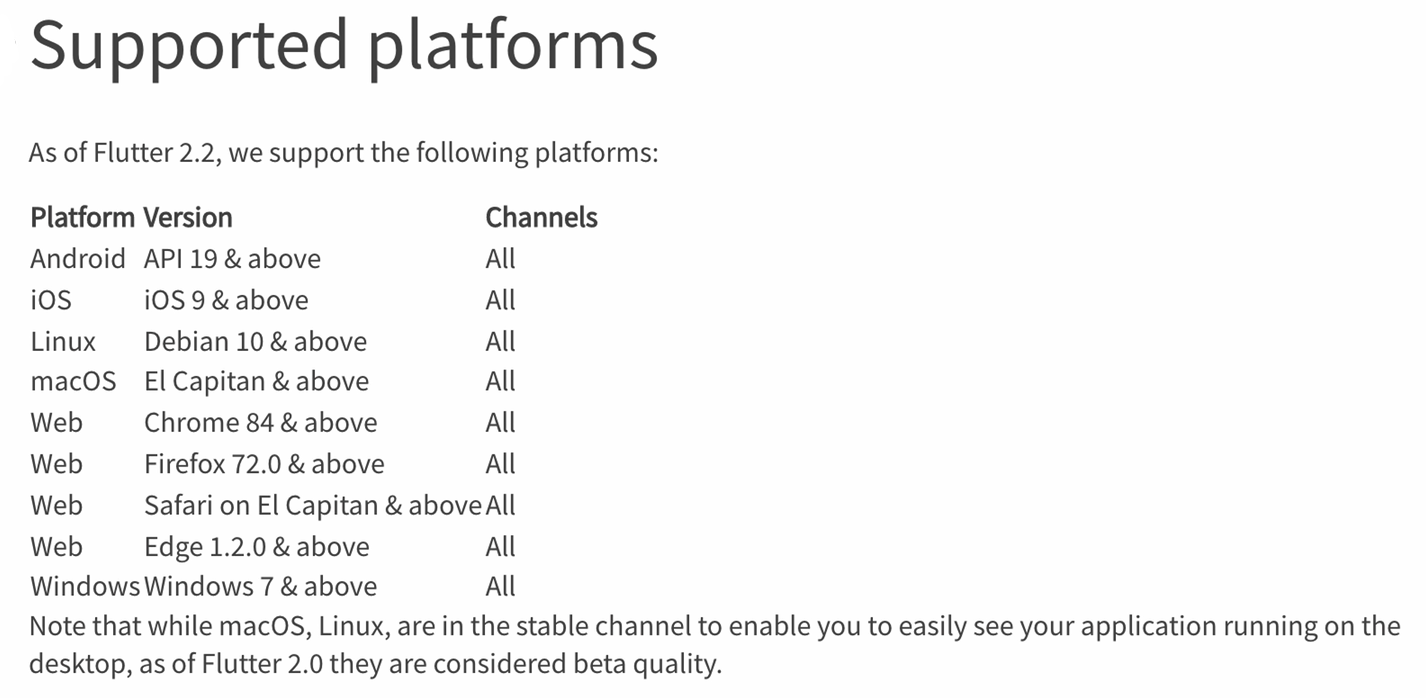 Supported platforms
As of Flutter 2.2, we support the following platforms:
Platform Version Channels
Android API 19 & above All
iOS iOS 9 & above All
Linux Debian 10 & above All
macOS El Capitan & above All
Web Chrome 84 & above All
Web Firefox 72.0 & above All
Web Safari on El Capitan & above All
Web Edge 1.2.0 & above All
Windows Windows 7 & above All
Note that while macOS, Linux, are in the stable channel to enable you to easily see your application running on the
desktop, as of Flutter 2.0 they are considered beta quality.